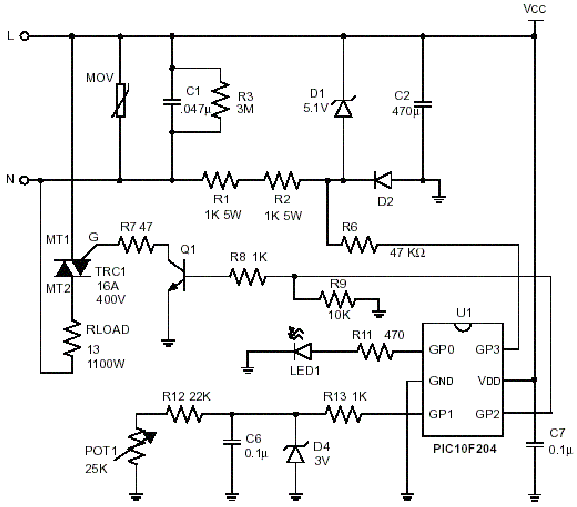 VCC
L
MOV
C1
.047µ
R3
3M
D1
5.1V
C2
470µ
N
R1
1K 5W
R2
1K 5W
D2
R6
47 KΩ
MT1
G
R7 47
Q1
R8 1K
MT2
TRC1
16A
400V
R9
10K
U1
RLOAD
13
1100W
LED1
R11 470
GP0
GP3
GND
VDD
GP1
GP2
R12 22K
R13 1K
PIC10F204
POT1
25K
C6
0.1µ
D4
3V
C7
0.1µ